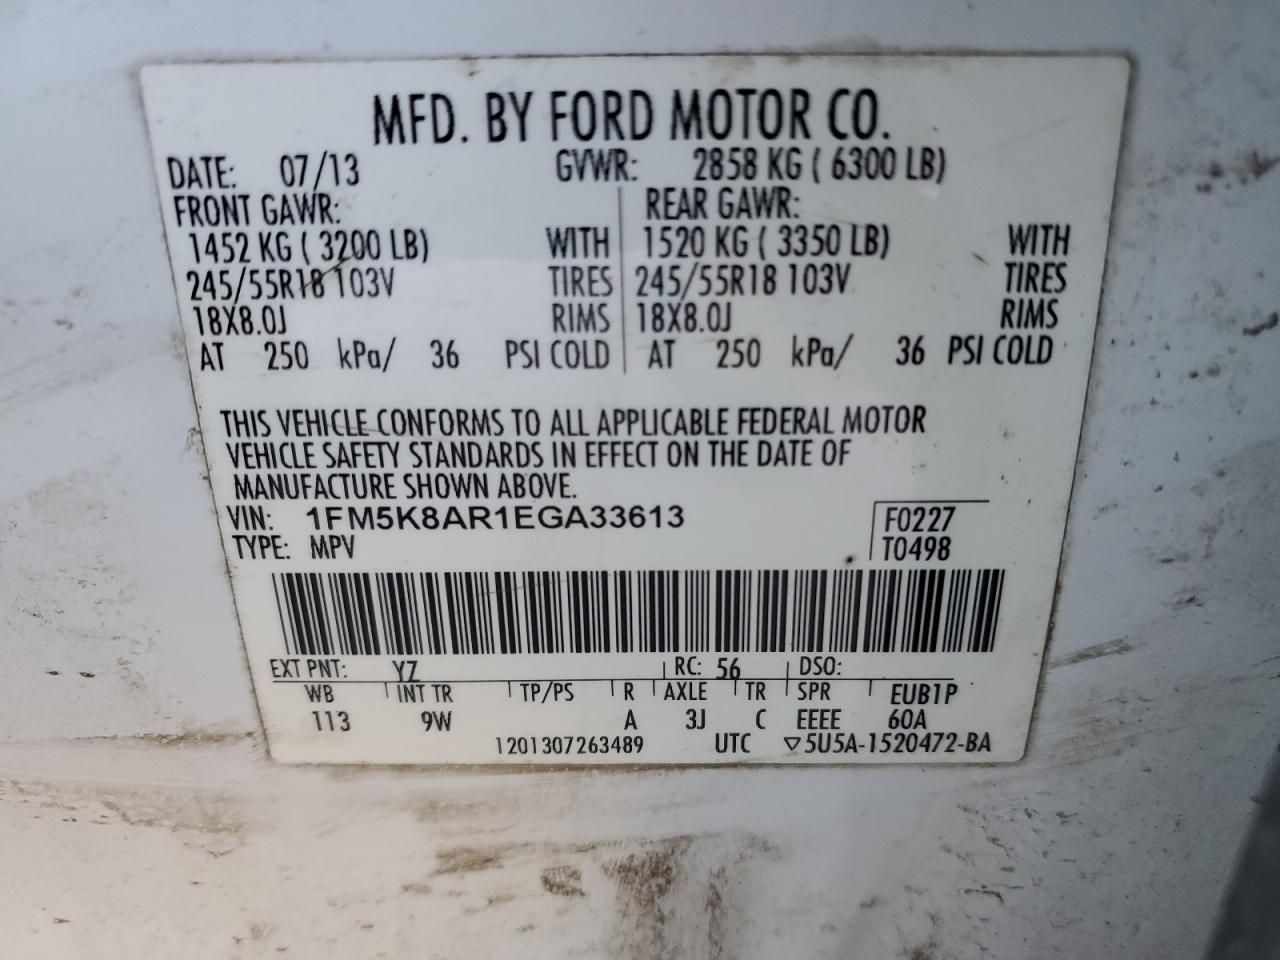 MFD. BY FORD MOTOR CO.
DATE: 07/13 GVWR: 2858 KG ( 6300 LB)
FRONT GAWR: REAR GAWR:
1452 KG ( 3200 LB) WITH 1520 KG ( 3350 LB) WITH
245/55R18 103V TIRES 245/55R18 103V TIRES
18X8.0J RIMS 18X8.0J RIMS
AT 250 kPa/ 36 PSI COLD AT 250 kPa/ 36 PSI COLD
THIS VEHICLE CONFORMS TO ALL APPLICABLE FEDERAL MOTOR
VEHICLE SAFETY STANDARDS IN EFFECT ON THE DATE OF
MANUFACTURE SHOWN ABOVE.
VIN: 1FM5K8AR1EGA33613 F0227
TYPE: MPV T0498
EXT PNT: YZ RC: 56 DSO:
WB INT TR TP/PS R AXLE TR SPR EUB1P
113 9W A 3J C EEEE 60A
1201307263489 UTC ▽5U5A-1520472-BA